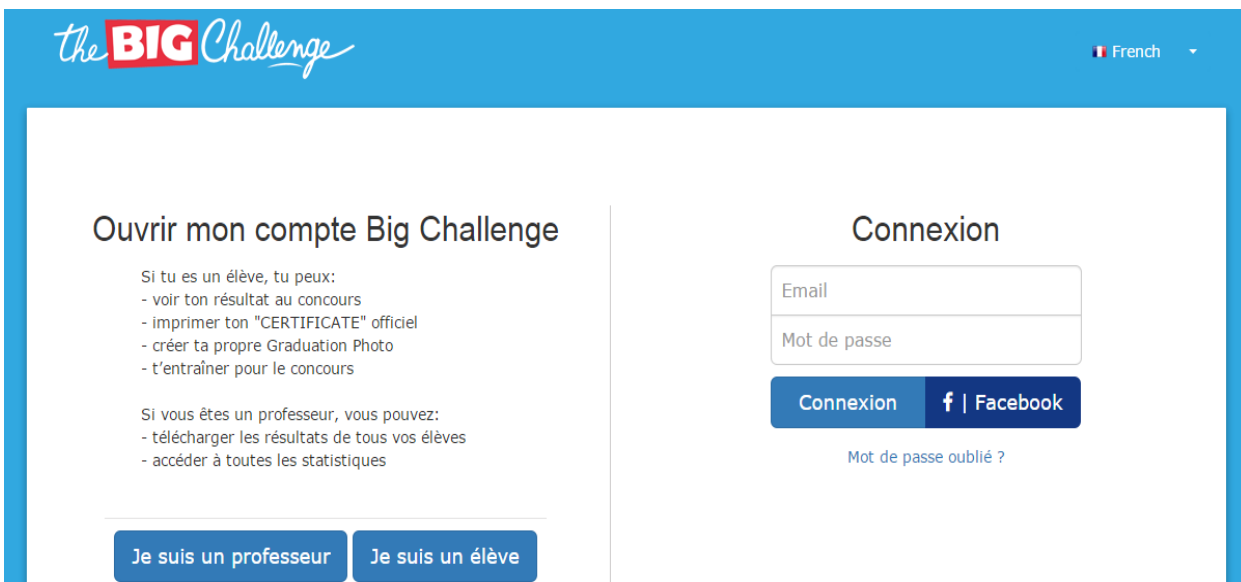 the BIG Challenge
French
Ouvrir mon compte Big Challenge
Si tu es un élève, tu peux:
- voir ton résultat au concours
- imprimer ton "CERTIFICATE" officiel
- créer ta propre Graduation Photo
- t'entraîner pour le concours
Si vous êtes un professeur, vous pouvez:
- télécharger les résultats de tous vos élèves
- accéder à toutes les statistiques
Je suis un professeur
Je suis un élève
Connexion
Email
Mot de passe
Connexion
f | Facebook
Mot de passe oublié ?